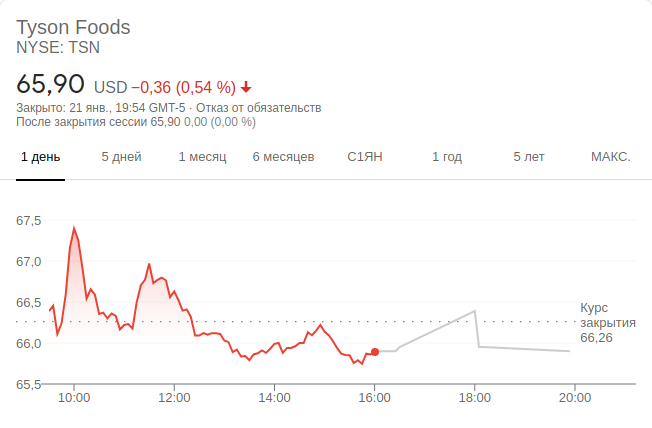 Tyson Foods
NYSE: TSN
65,90 USD −0,36 (0,54 %)
Закрыто: 21 янв., 19:54 GMT-5 · Отказ от обязательств
После закрытия сессии 65,90 0,00 (0,00 %)
1 день 5 дней 1 месяц 6 месяцев С1ЯН 1 год 5 лет МАКС.
67,5
67,0
66,5
Курс
закрытия
66,26
66,0
65,5
10:00 12:00 14:00 16:00 18:00 20:00